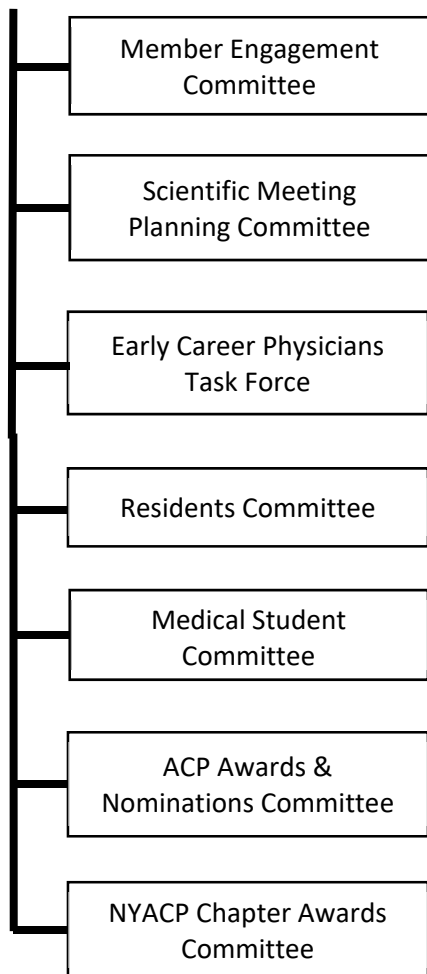 Member Engagement
Committee
Scientific Meeting
Planning Committee
Early Career Physicians
Task Force
Residents Committee
Medical Student
Committee
ACP Awards &
Nominations Committee
NYACP Chapter Awards
Committee